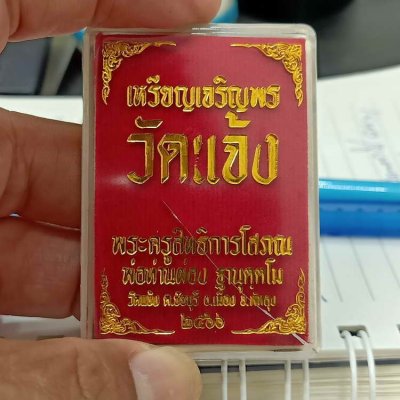 เหรียญเจริญพร
วัดแจ้ง
พระครูสิทธิการโสภณ
พ่อท่านผ่อง ฐานุตฺตโม
วัดแจ้ง ต.ชัยบุรี อ.เมือง จ.พัทลุง
๒๕๖๖